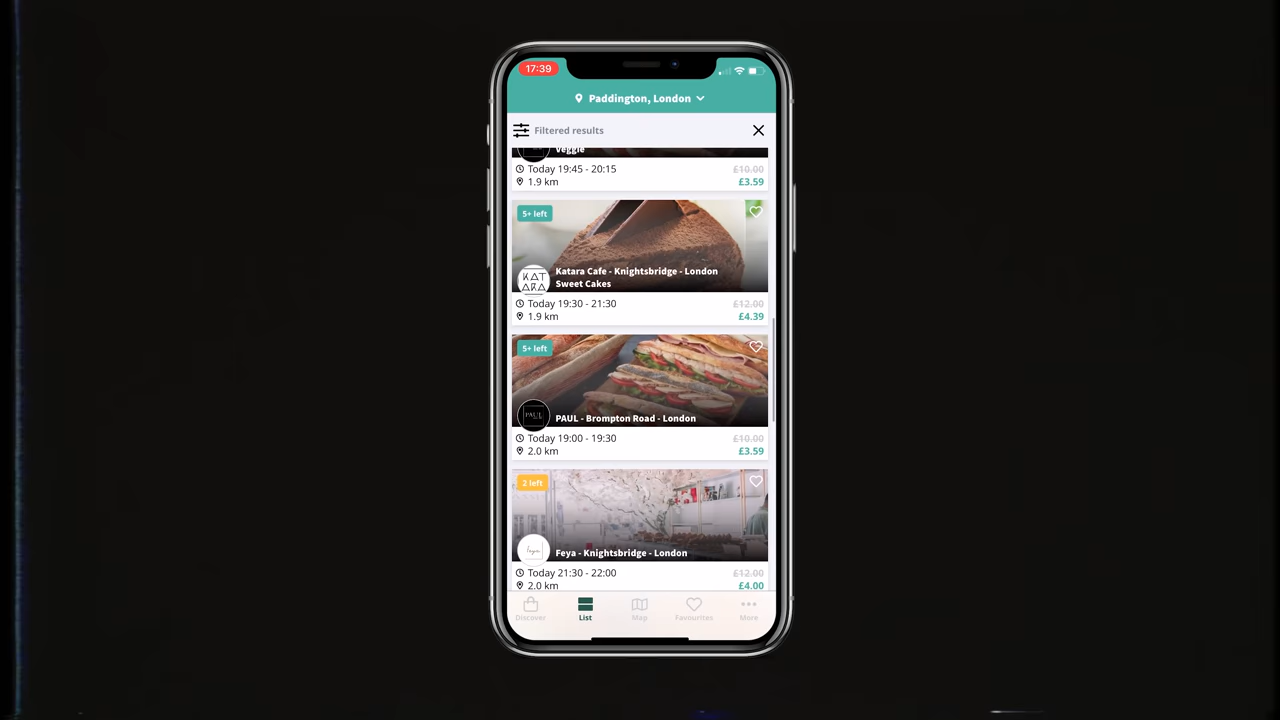 17:39
Paddington, London
Filtered results
Veggie
Today 19:45 - 20:15
£10.00
1.9 km
£3.59
5+ left
KAT
ARA
Katara Cafe - Knightsbridge - London
Sweet Cakes
Today 19:30 - 21:30
£12.00
1.9 km
£4.39
5+ left
PAUL
PAUL - Brompton Road - London
Today 19:00 - 19:30
£10.00
2.0 km
£3.59
2 left
feya
Feya - Knightsbridge - London
Today 21:30 - 22:00
£12.00
2.0 km
£4.00
Discover
List
Map
Favourites
More